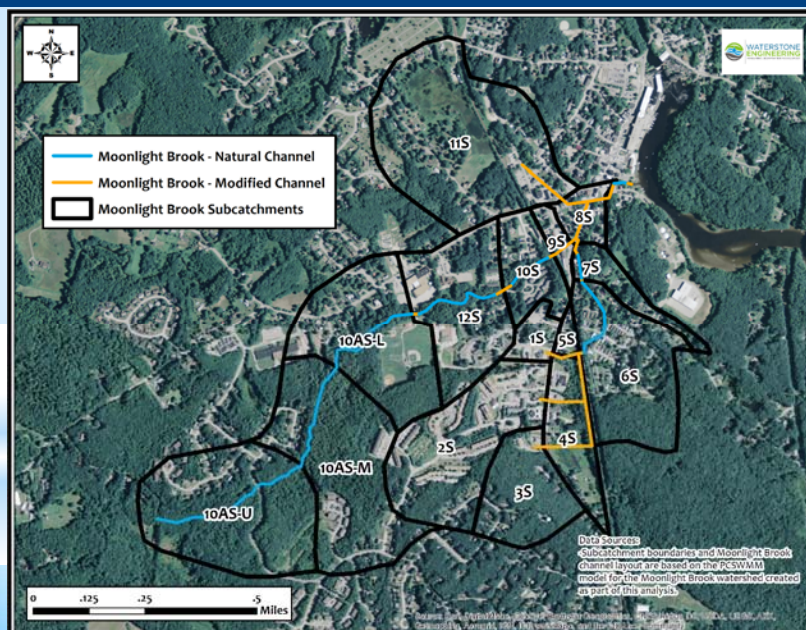 N
W
E
S
WATERSTONE
ENGINEERING
Moonlight Brook - Natural Channel
Moonlight Brook - Modified Channel
Moonlight Brook Subcatchments
11S
8S
9S
10S
7S
12S
10AS-L
1S
5S
6S
2S
4S
10AS-M
3S
10AS-U
Data Sources:
-Subcatchment boundaries and Moonlight Brook
channel layout are based on the PCSWMM
model for the Moonlight Brook watershed created
as part of this analysis.
0 .125 .25 .5
Miles